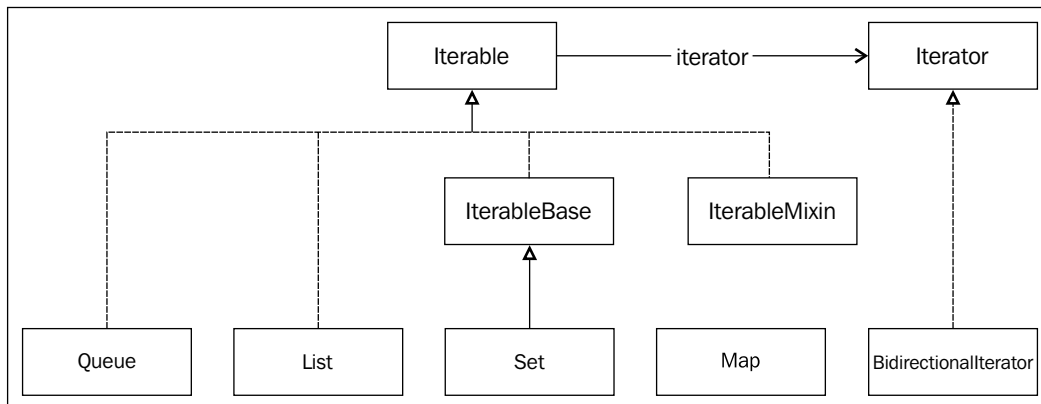 Iterable
iterator
Iterator
IterableBase
IterableMixin
Queue
List
Set
Map
BidirectionalIterator